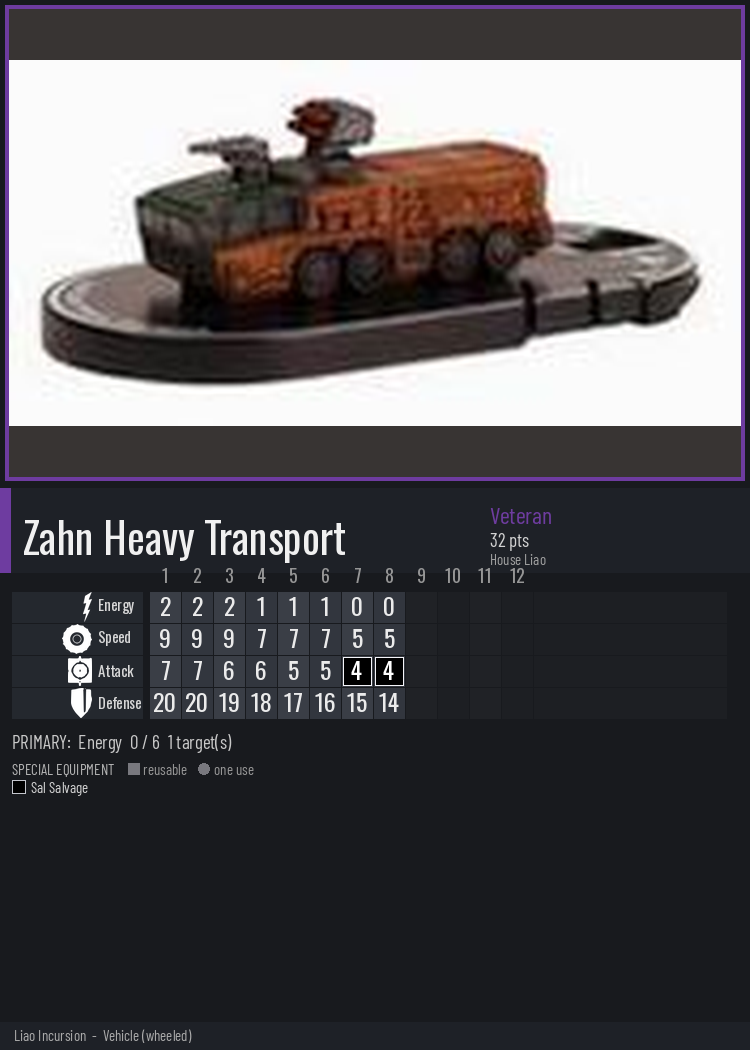 Zahn Heavy Transport
Veteran
32 pts
House Liao
1 2 3 4 5 6 7 8 9 10 11 12
Energy 2 2 2 1 1 1 0 0
Speed 9 9 9 7 7 7 5 5
Attack 7 7 6 6 5 5 4 4
Defense 20 20 19 18 17 16 15 14
PRIMARY: Energy 0 / 6 1 target(s)
SPECIAL EQUIPMENT reusable one use
Sal Salvage
Liao Incursion - Vehicle (wheeled)